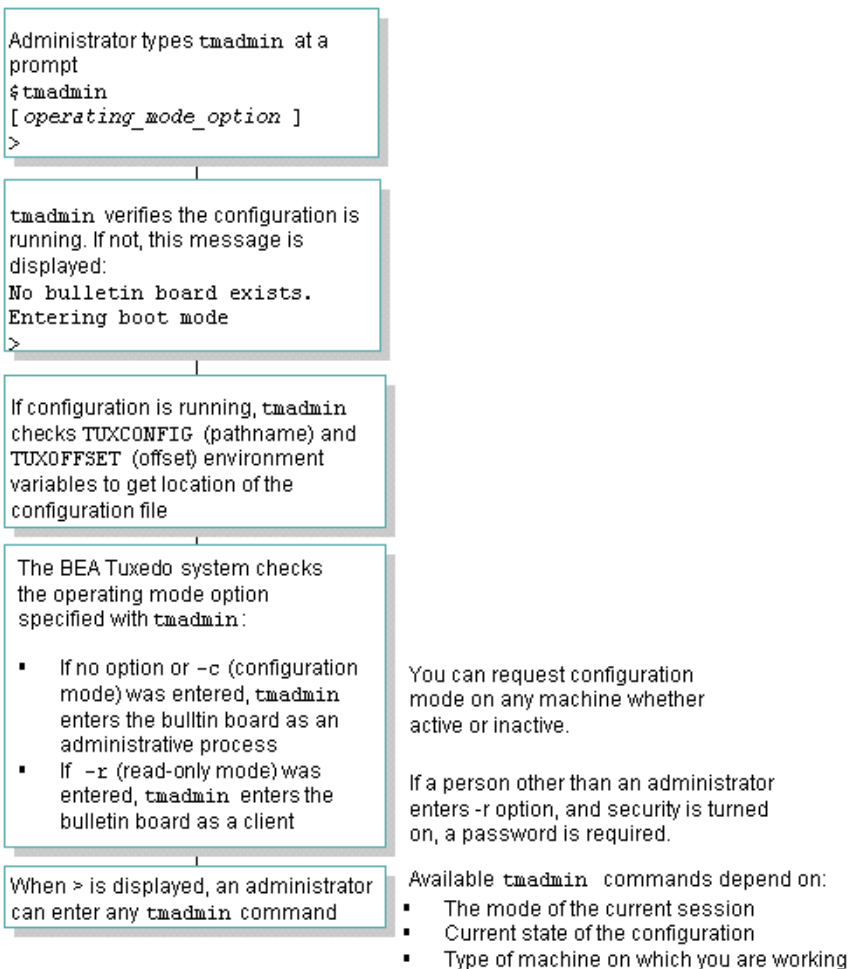 Administrator types tmadmin at a
prompt
$tmadmin
[operating_mode_option ]
>
tmadmin verifies the configuration is
running. If not, this message is
displayed:
No bulletin board exists.
Entering boot mode
>
If configuration is running, tmadmin
checks TUXCONFIG (pathname) and
TUXOFFSET (offset) environment
variables to get location of the
configuration file
The BEA Tuxedo system checks
the operating mode option
specified with tmadmin:
▪ If no option or -c (configuration
mode) was entered, tmadmin
enters the bulltin board as an
administrative process
▪ If -r (read-only mode) was
entered, tmadmin enters the
bulletin board as a client
You can request configuration
mode on any machine whether
active or inactive.
If a person other than an administrator
enters -r option, and security is turned
on, a password is required.
When > is displayed, an administrator
can enter any tmadmin command
Available tmadmin commands depend on:
▪ The mode of the current session
▪ Current state of the configuration
▪ Type of machine on which you are working